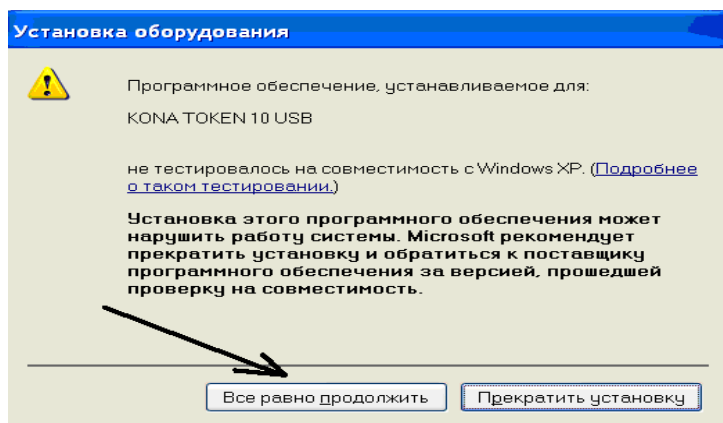 Установка оборудования
Программное обеспечение, устанавливаемое для:
KONA TOKEN 10 USB
не тестировалось на совместимость с Windows XP. (Подробнее
о таком тестировании.)
Установка этого программного обеспечения может
нарушить работу системы. Microsoft рекомендует
прекратить установку и обратиться к поставщику
программного обеспечения за версией, прошедшей
проверку на совместимость.
Все равно продолжить
Прекратить установку